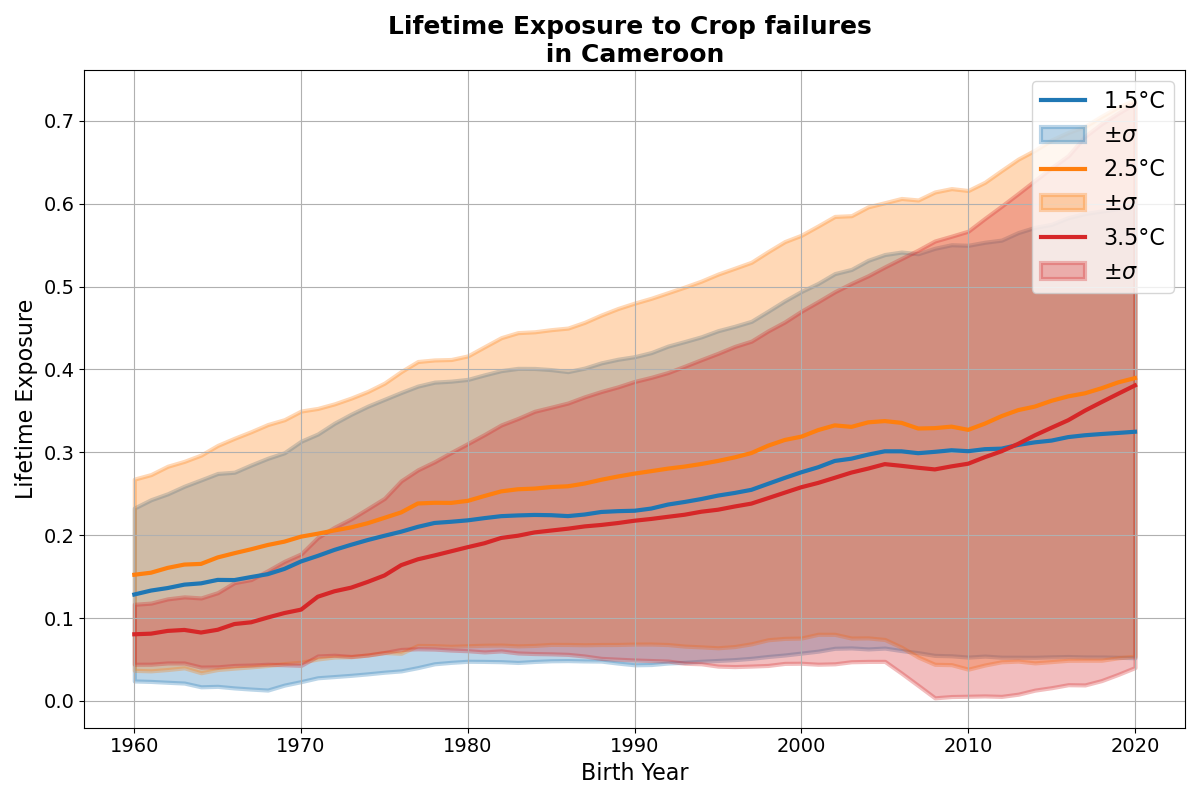 Lifetime Exposure to Crop failures
in Cameroon
Lifetime Exposure
0.7
0.6
0.5
0.4
0.3
0.2
0.1
0.0
1960 1970 1980 1990 2000 2010 2020
Birth Year
1.5°C
±σ
2.5°C
±σ
3.5°C
±σ